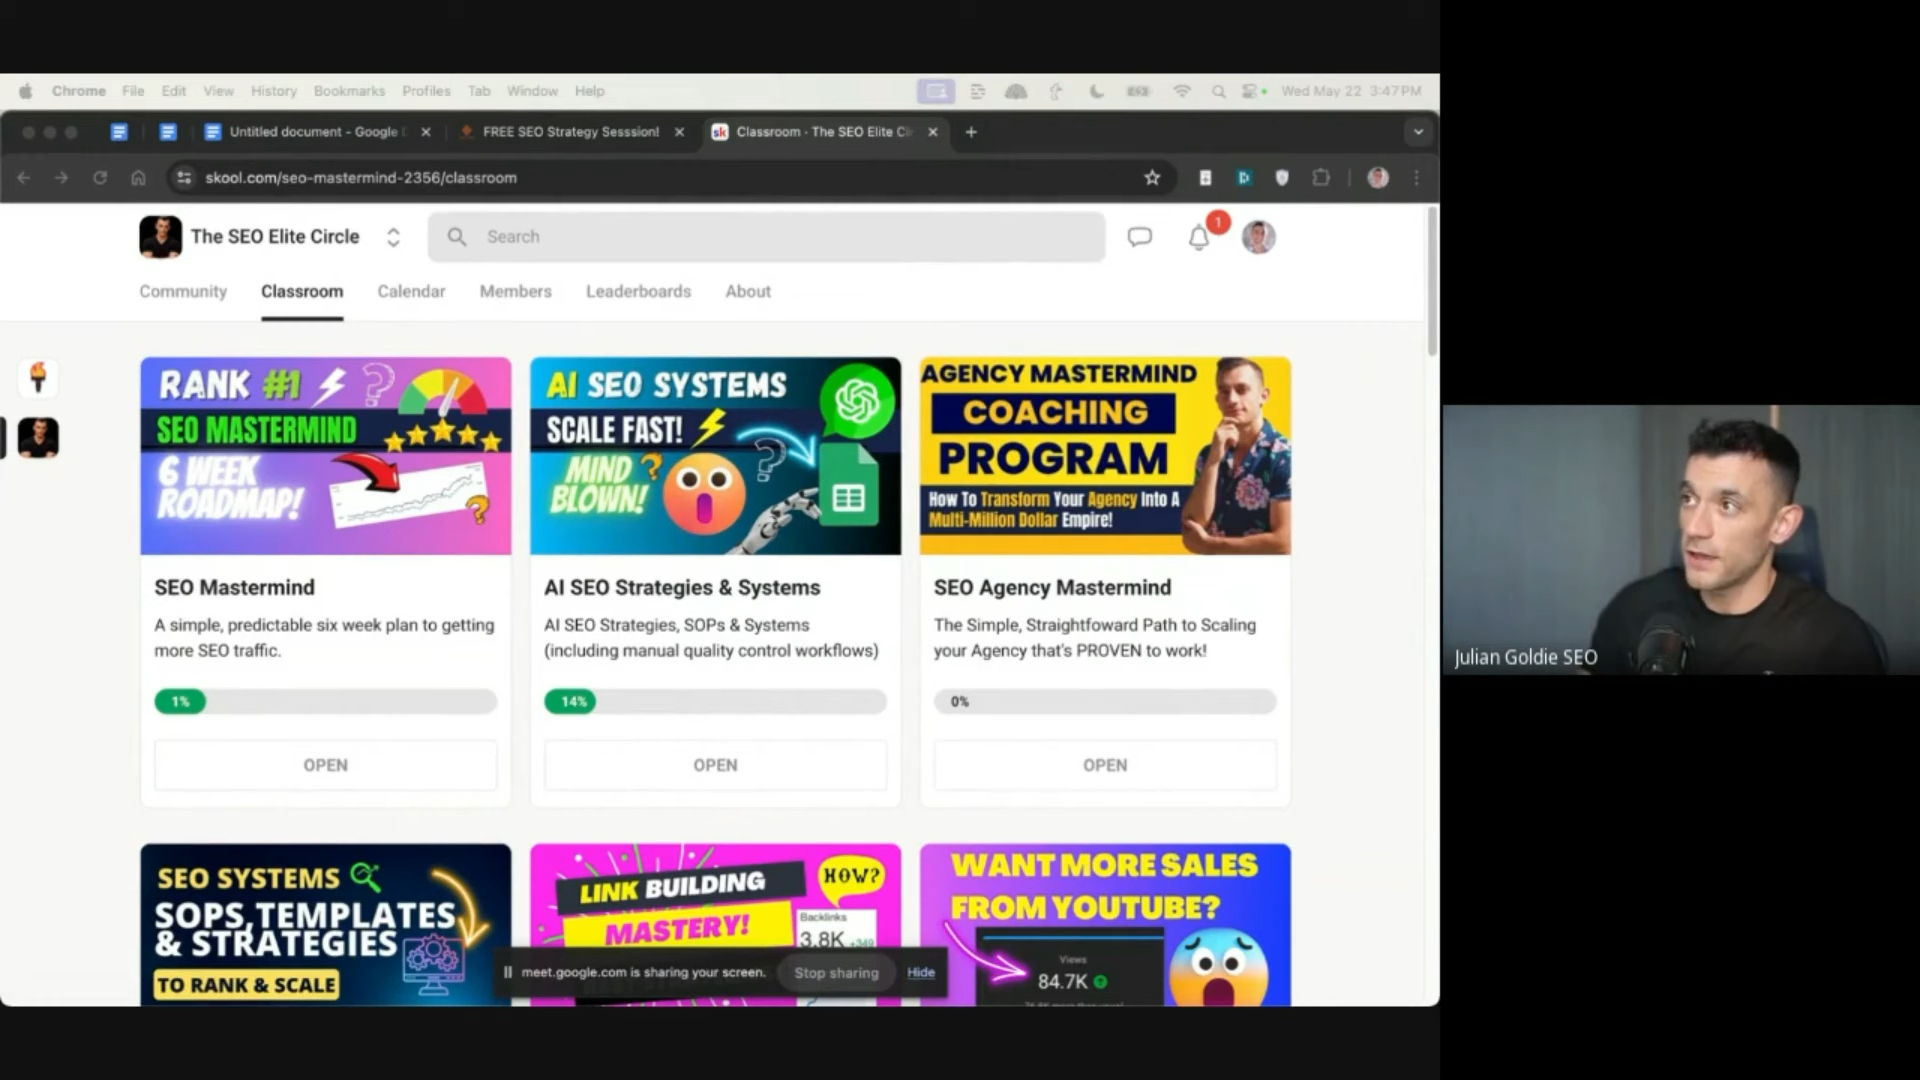 Chrome File Edit View History Bookmarks Profiles Tab Window Help Wed May 22 3:47 PM
Untitled document - Google FREE SEO Strategy Sesssion! Classroom - The SEO Elite Ci
skool.com/seo-mastermind-2356/classroom
The SEO Elite Circle
Search
1
Community Classroom Calendar Members Leaderboards About
RANK #1
SEO MASTERMIND
6 WEEK
ROADMAP!
SEO Mastermind
A simple, predictable six week plan to getting
more SEO traffic.
1%
OPEN
AI SEO SYSTEMS
SCALE FAST!
MIND
BLOWN!
AI SEO Strategies & Systems
AI SEO Strategies, SOPs & Systems
(including manual quality control workflows)
14%
OPEN
AGENCY MASTERMIND
COACHING
PROGRAM
How To Transform Your Agency Into A
Multi-Million Dollar Empire!
SEO Agency Mastermind
The Simple, Straightfoward Path to Scaling
your Agency that's PROVEN to work!
0%
OPEN
SEO SYSTEMS
SOPS, TEMPLATES
& STRATEGIES
TO RANK & SCALE
LINK BUILDING
MASTERY!
HOW?
Backlinks
3.8K +349
WANT MORE SALES
FROM YOUTUBE?
Views
84.7K
meet.google.com is sharing your screen. Stop sharing Hide
Julian Goldie SEO